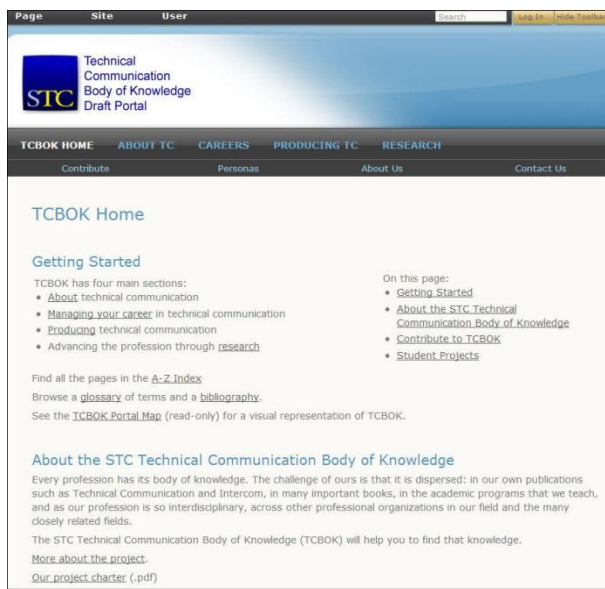 Page Site User Search Log In Hide Toolbar
Technical
Communication
Body of Knowledge
Draft Portal
STC
TCBOK HOME ABOUT TC CAREERS PRODUCING TC RESEARCH
Contribute Personas About Us Contact Us
TCBOK Home
Getting Started
TCBOK has four main sections:
• About technical communication
• Managing your career in technical communication
• Producing technical communication
• Advancing the profession through research
On this page:
• Getting Started
• About the STC Technical
Communication Body of Knowledge
• Contribute to TCBOK
• Student Projects
Find all the pages in the A-Z Index
Browse a glossary of terms and a bibliography.
See the TCBOK Portal Map (read-only) for a visual representation of TCBOK.
About the STC Technical Communication Body of Knowledge
Every profession has its body of knowledge. The challenge of ours is that it is dispersed: in our own publications
such as Technical Communication and Intercom, in many important books, in the academic programs that we teach,
and as our profession is so interdisciplinary, across other professional organizations in our field and the many
closely related fields.
The STC Technical Communication Body of Knowledge (TCBOK) will help you to find that knowledge.
More about the project.
Our project charter (.pdf)